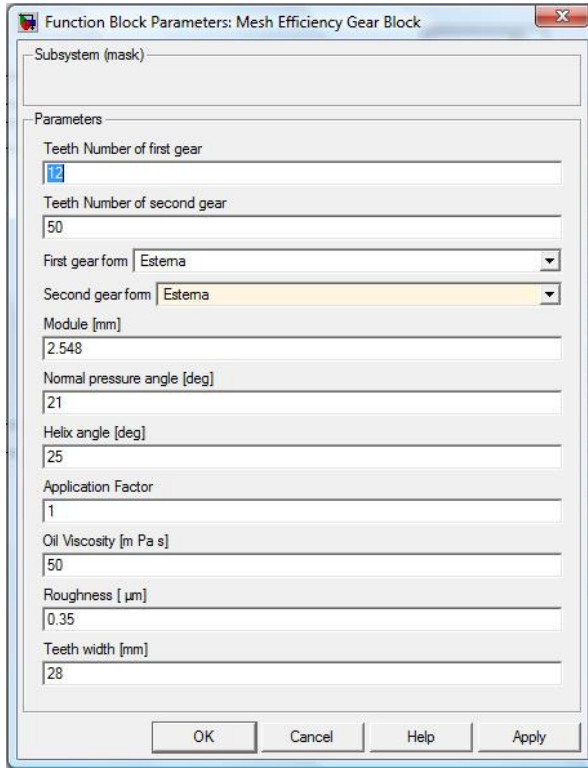 Function Block Parameters: Mesh Efficiency Gear Block
Subsystem (mask)
Parameters
Teeth Number of first gear
12
Teeth Number of second gear
50
First gear form Esterna
Second gear form Esterna
Module [mm]
2.548
Normal pressure angle [deg]
21
Helix angle [deg]
25
Application Factor
1
Oil Viscosity [m Pa s]
50
Roughness [ µm]
0.35
Teeth width [mm]
28
OK Cancel Help Apply